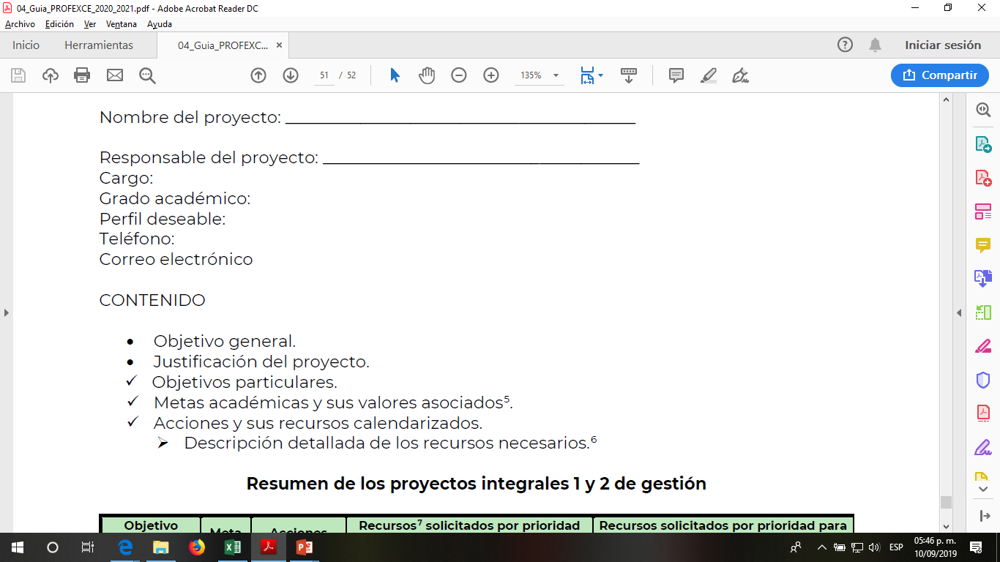 04_Guia_PROFEXCE_2020_2021.pdf - Adobe Acrobat Reader DC
Archivo Edición Ver Ventana Ayuda
Inicio Herramientas 04_Guia_PROFEXC... × Iniciar sesión
51 / 52 135% Compartir
Nombre del proyecto: ______________________________________
Responsable del proyecto: __________________________________
Cargo:
Grado académico:
Perfil deseable:
Teléfono:
Correo electrónico
CONTENIDO
• Objetivo general.
• Justificación del proyecto.
✓ Objetivos particulares.
✓ Metas académicas y sus valores asociados⁵.
✓ Acciones y sus recursos calendarizados.
➢ Descripción detallada de los recursos necesarios.⁶
Resumen de los proyectos integrales 1 y 2 de gestión
Objetivo Meta Acciones Recursos⁷ solicitados por prioridad Recursos solicitados por prioridad para
ESP 05:46 p. m.
10/09/2019